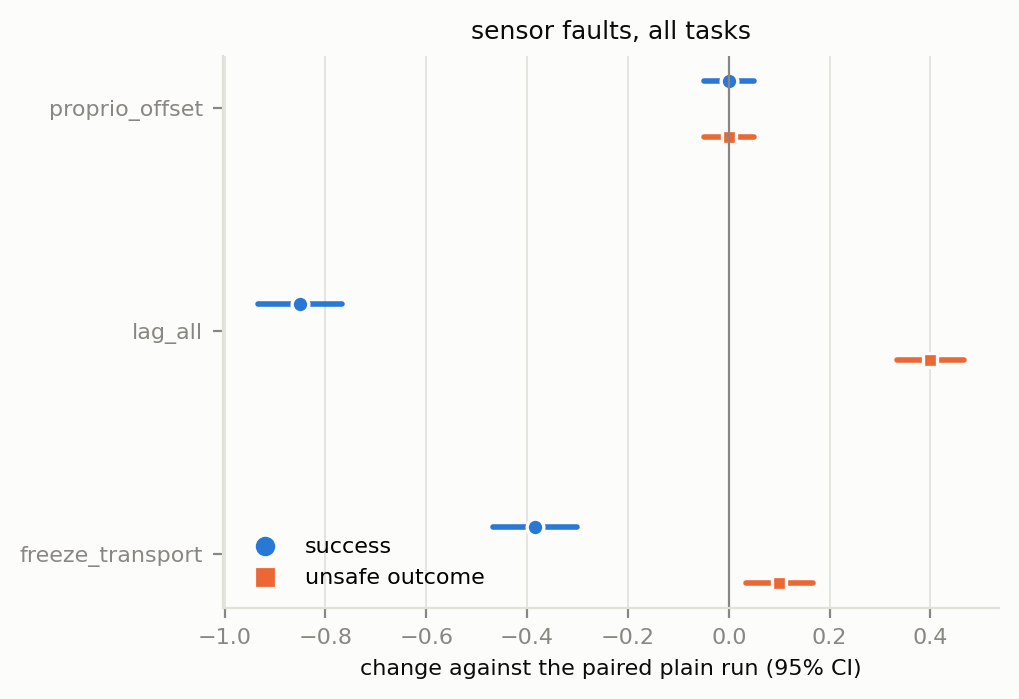 sensor faults, all tasks
proprio_offset
lag_all
freeze_transport
success
unsafe outcome
−1.0 −0.8 −0.6 −0.4 −0.2 0.0 0.2 0.4
change against the paired plain run (95% CI)